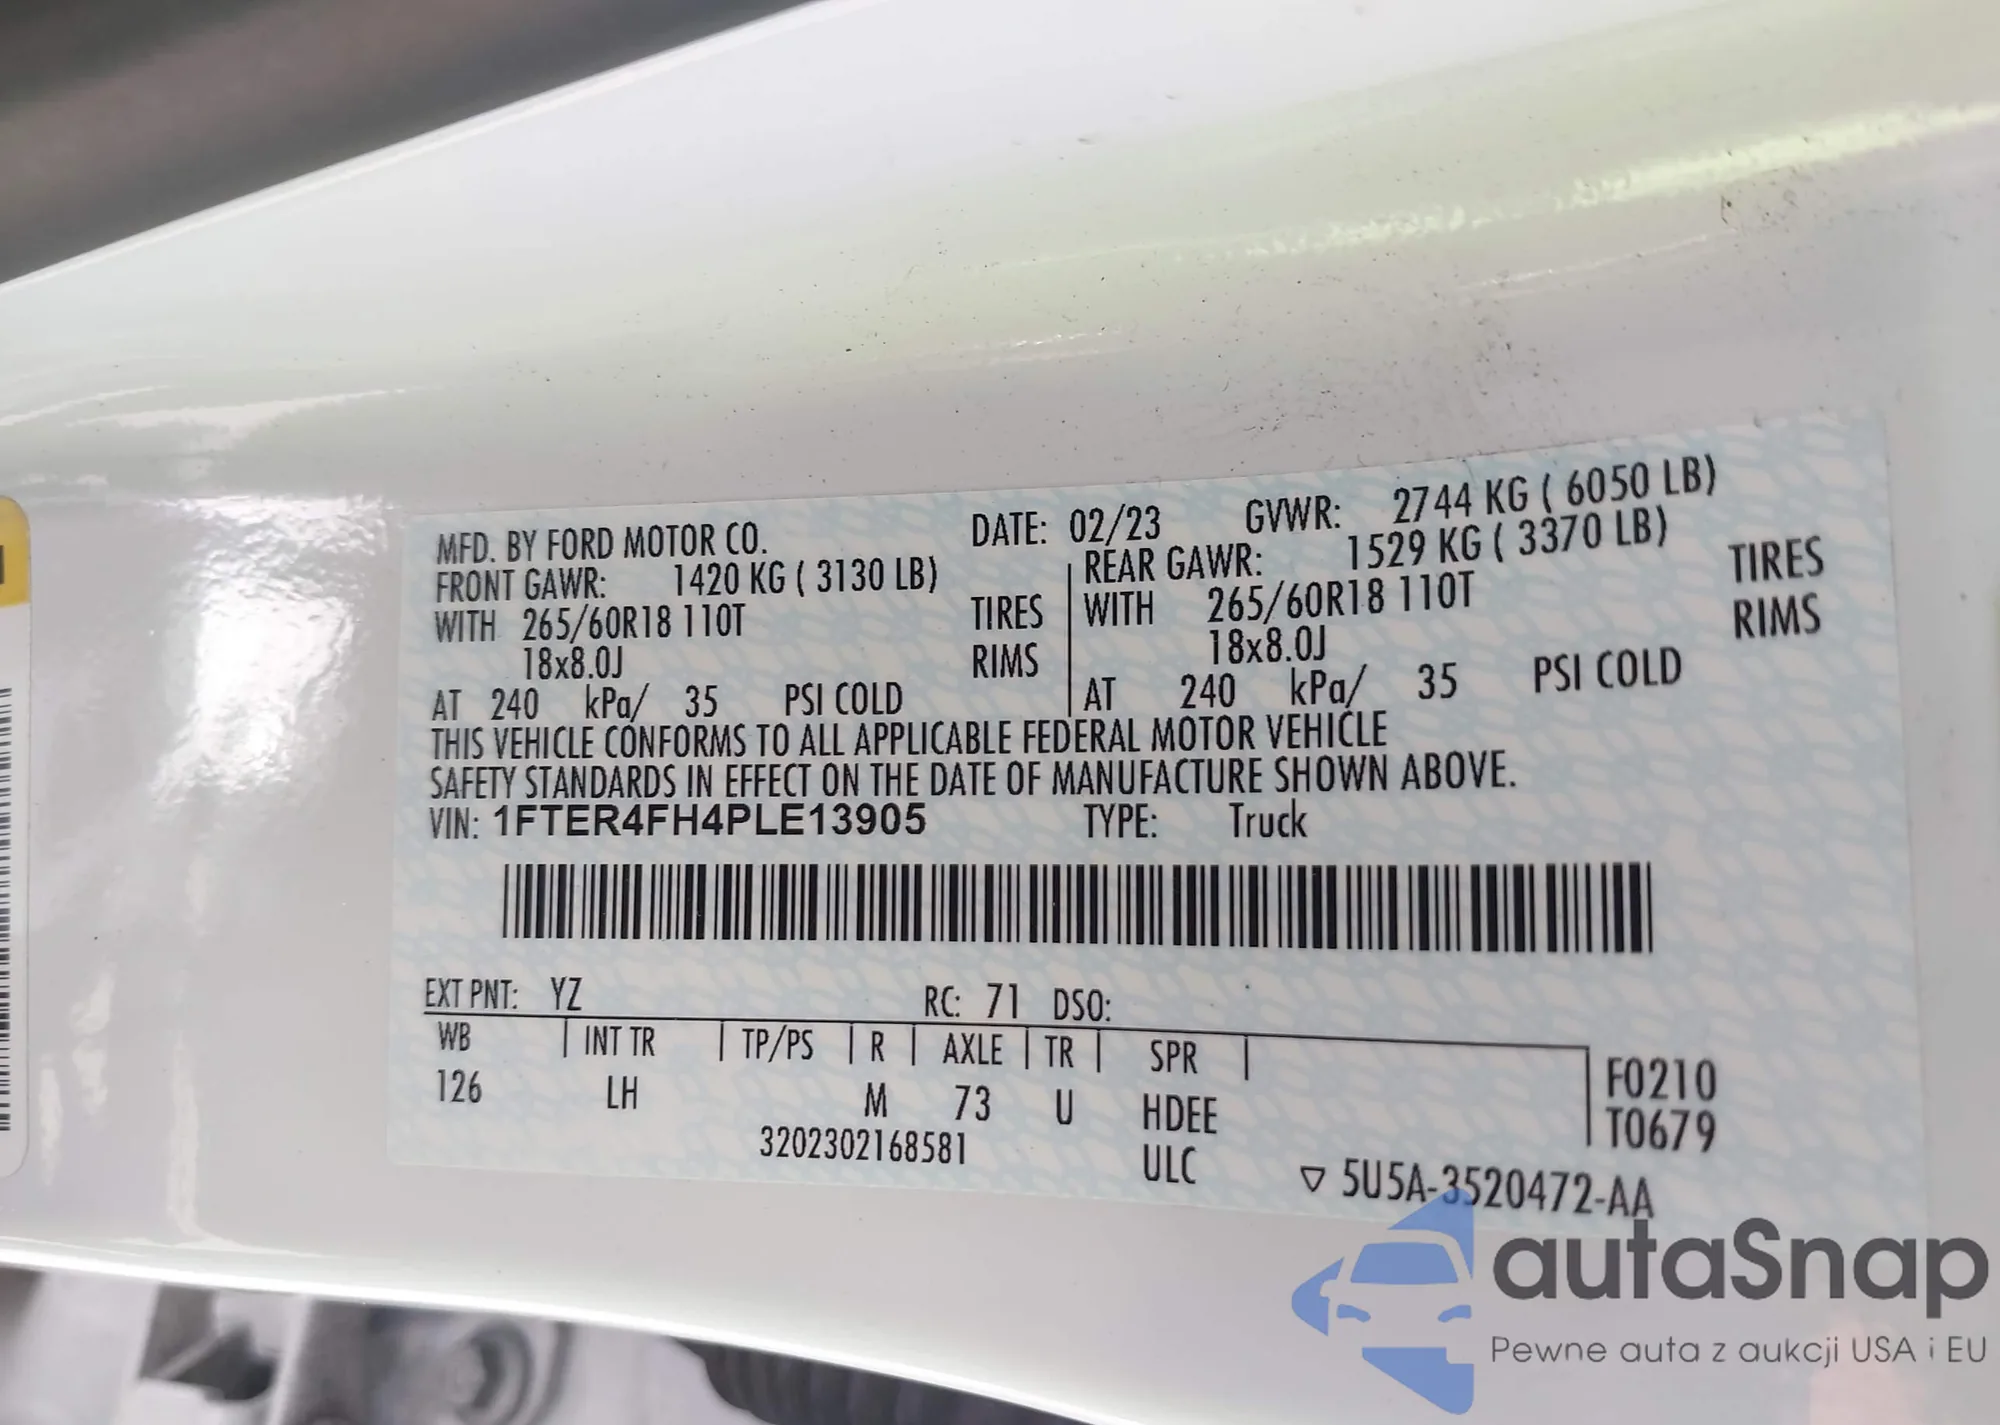 MFD. BY FORD MOTOR CO. DATE: 02/23 GVWR: 2744 KG ( 6050 LB)
FRONT GAWR: 1420 KG ( 3130 LB) REAR GAWR: 1529 KG ( 3370 LB)
WITH 265/60R18 110T TIRES WITH 265/60R18 110T TIRES
18x8.0J RIMS 18x8.0J RIMS
AT 240 kPa/ 35 PSI COLD AT 240 kPa/ 35 PSI COLD
THIS VEHICLE CONFORMS TO ALL APPLICABLE FEDERAL MOTOR VEHICLE
SAFETY STANDARDS IN EFFECT ON THE DATE OF MANUFACTURE SHOWN ABOVE.
VIN: 1FTER4FH4PLE13905 TYPE: Truck
EXT PNT: YZ RC: 71 DSO:
WB INT TR TP/PS R AXLE TR SPR
126 LH M 73 U HDEE F0210
T0679
3202302168581 ULC ▽ 5U5A-3520472-AA
autaSnap
Pewne auta z aukcji USA i EU